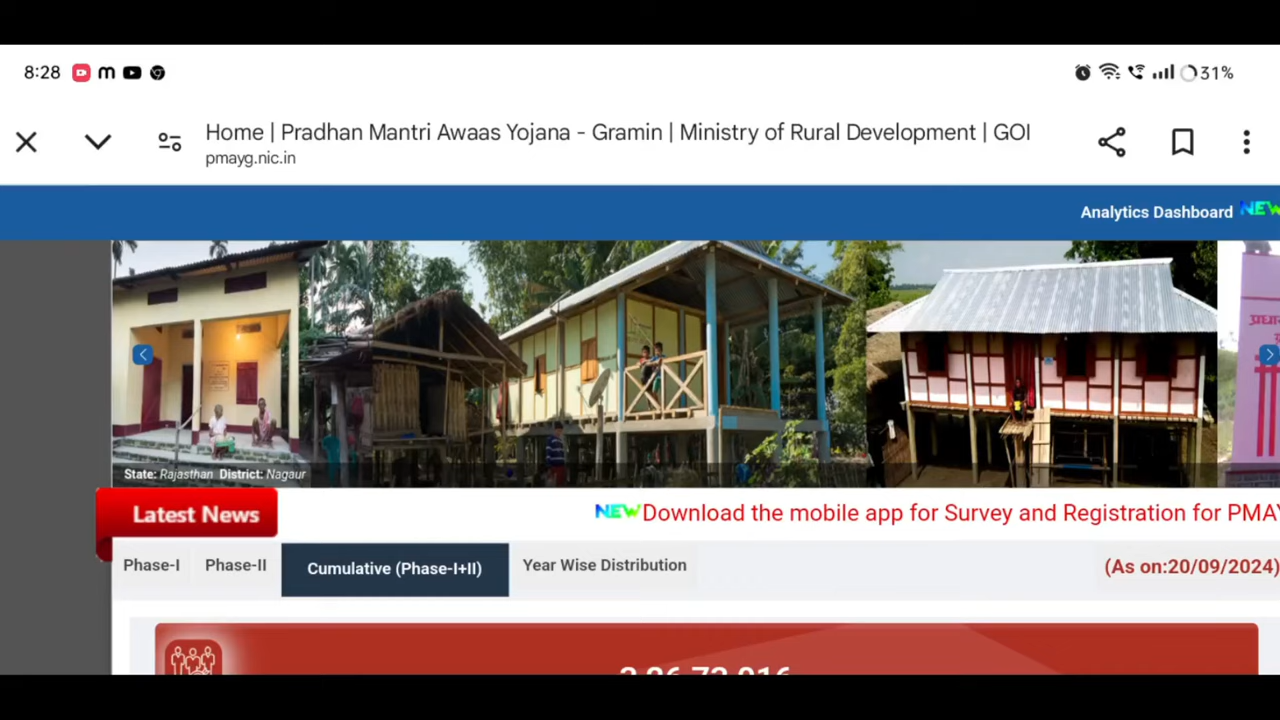 8:28
31%
Home | Pradhan Mantri Awaas Yojana - Gramin | Ministry of Rural Development | GOI
pmayg.nic.in
Analytics Dashboard NEW
State: Rajasthan District: Nagaur
Latest News
NEW Download the mobile app for Survey and Registration for PMAY
Phase-I
Phase-II
Cumulative (Phase-I+II)
Year Wise Distribution
(As on:20/09/2024)